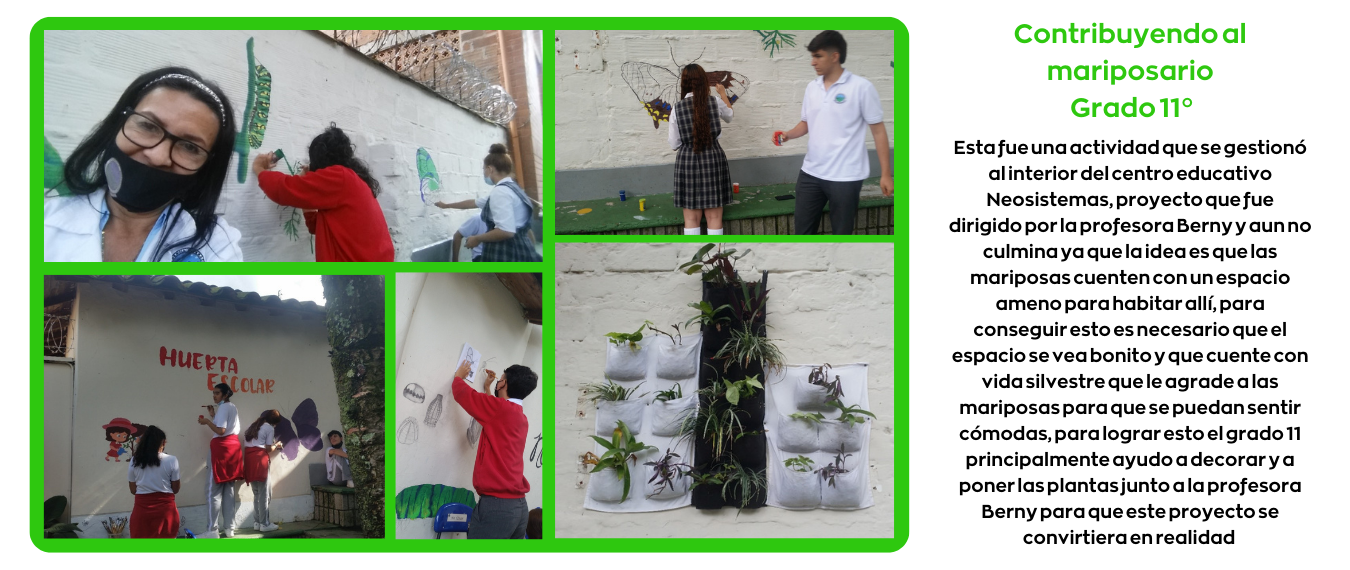 Contribuyendo al
mariposario
Grado 11°
Esta fue una actividad que se gestionó
al interior del centro educativo
Neosistemas, proyecto que fue
dirigido por la profesora Berny y aun no
culmina ya que la idea es que las
mariposas cuenten con un espacio
ameno para habitar allí, para
conseguir esto es necesario que el
espacio se vea bonito y que cuente con
vida silvestre que le agrade a las
mariposas para que se puedan sentir
cómodas, para lograr esto el grado 11
principalmente ayudo a decorar y a
poner las plantas junto a la profesora
Berny para que este proyecto se
convirtiera en realidad
HUERTA
ESCOLAR